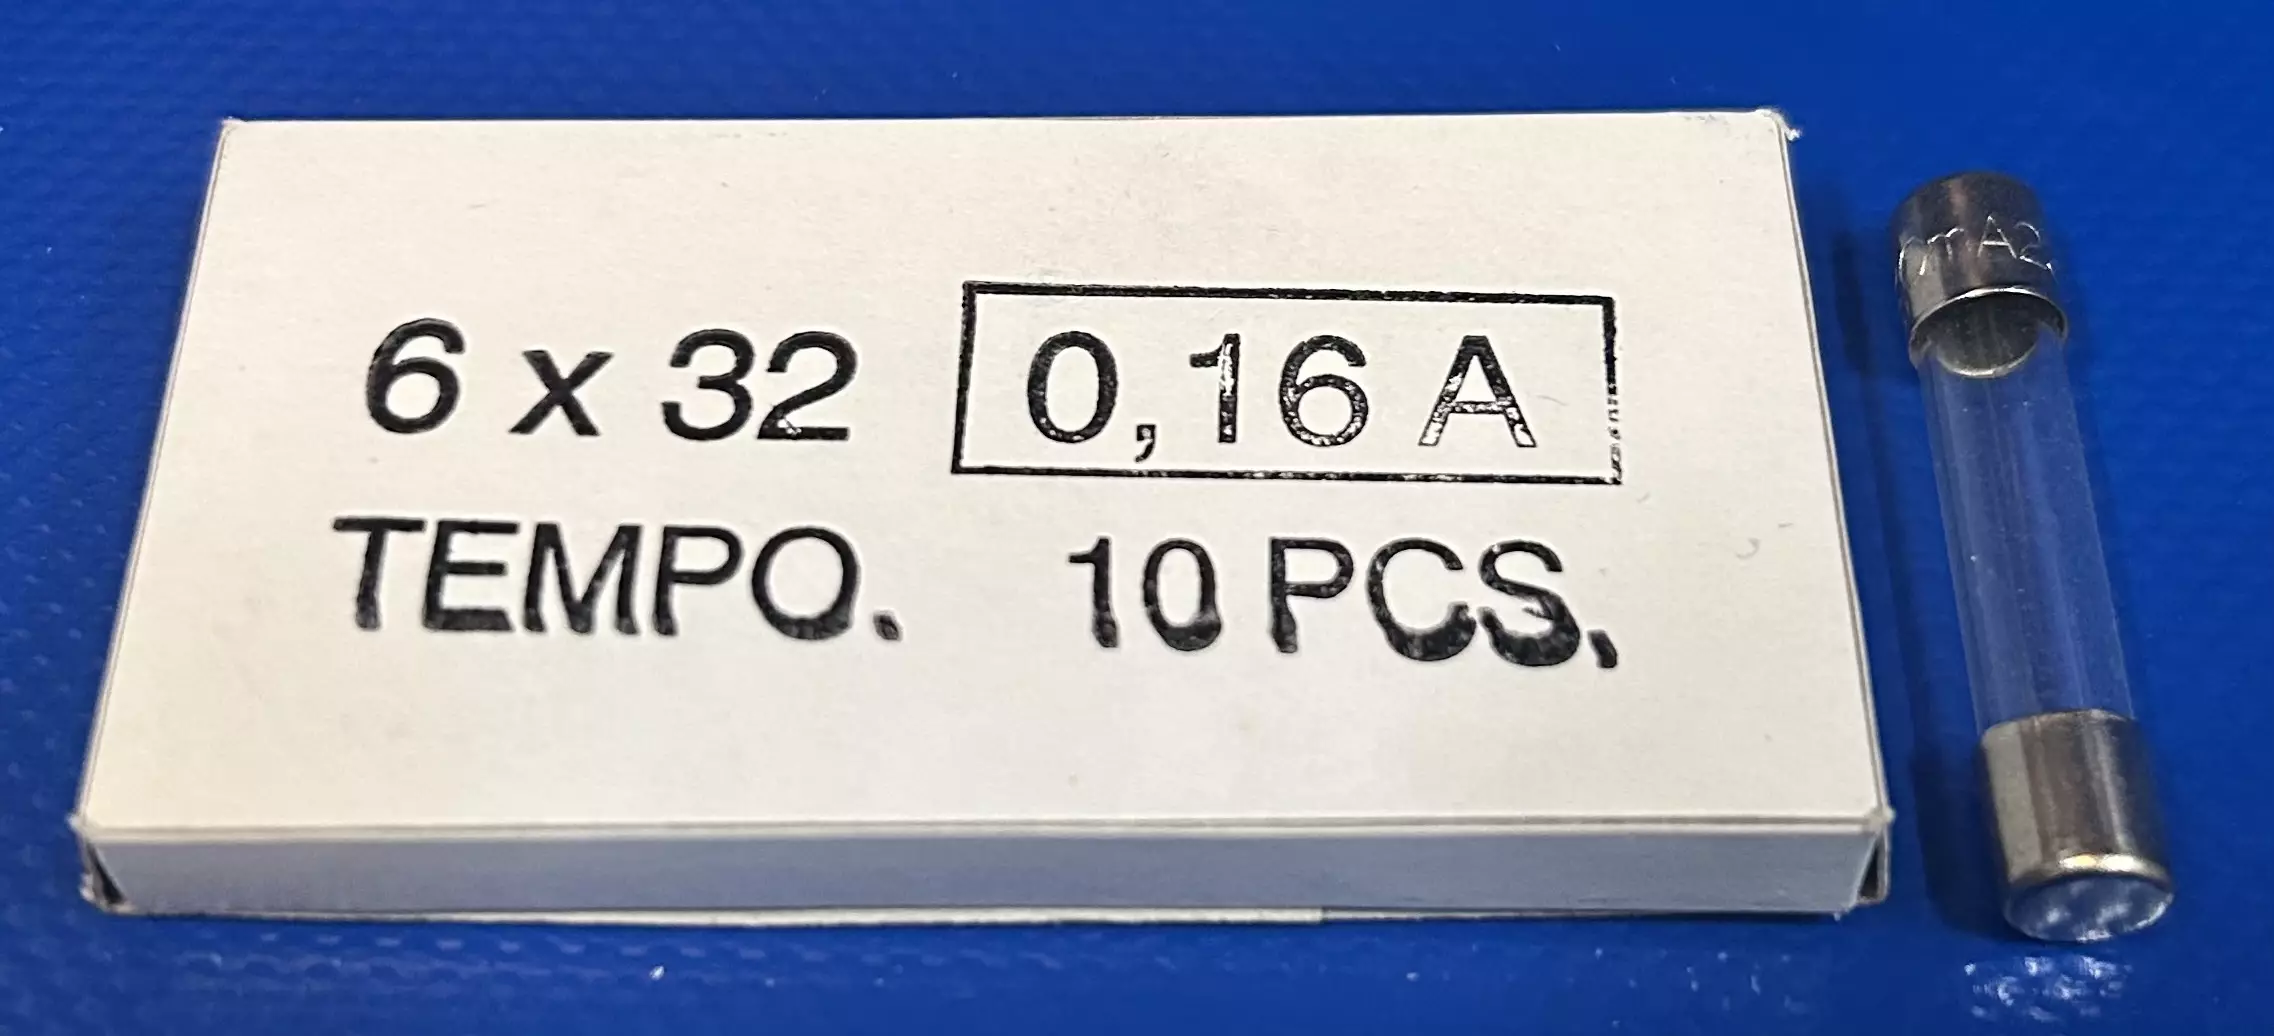 6 x 32 0,16 A
TEMPO. 10 PCS.